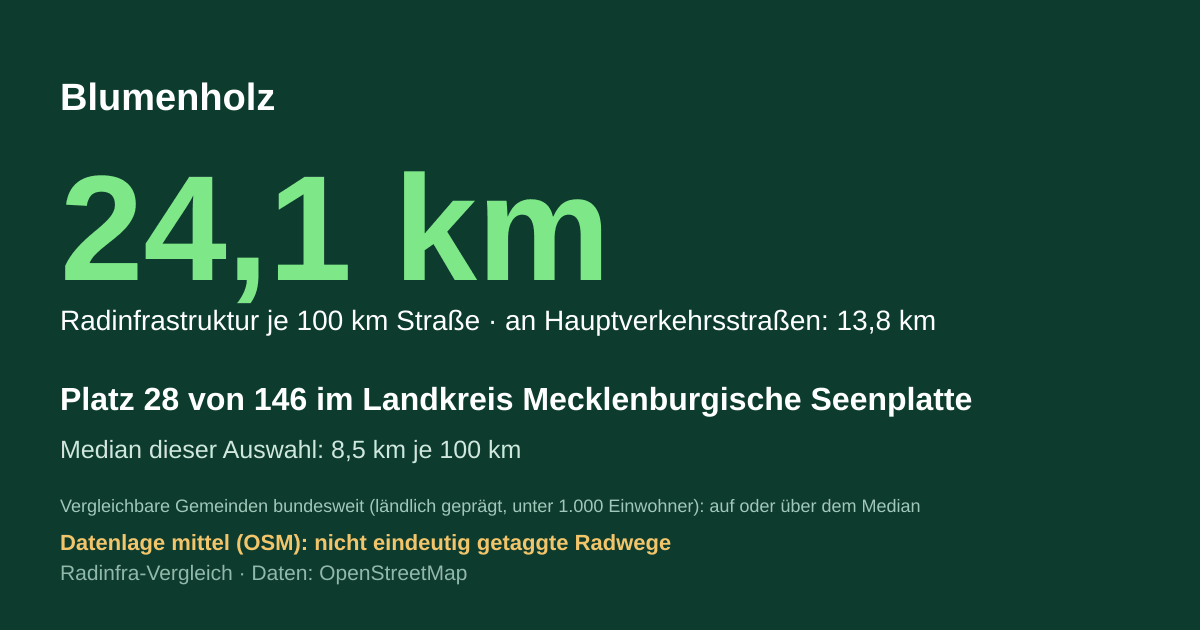 Blumenholz
24,1 km
Radinfrastruktur je 100 km Straße · an Hauptverkehrsstraßen: 13,8 km
Platz 28 von 146 im Landkreis Mecklenburgische Seenplatte
Median dieser Auswahl: 8,5 km je 100 km
Vergleichbare Gemeinden bundesweit (ländlich geprägt, unter 1.000 Einwohner): auf oder über dem Median
Datenlage mittel (OSM): nicht eindeutig getaggte Radwege
Radinfra-Vergleich · Daten: OpenStreetMap